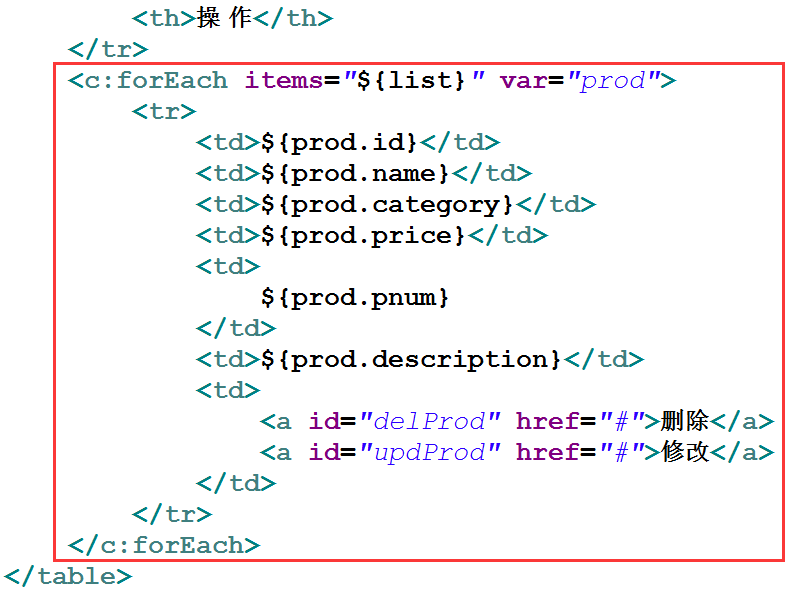 <th>操 作</th>
</tr>
<c:forEach items="${list}" var="prod">
<tr>
<td>${prod.id}</td>
<td>${prod.name}</td>
<td>${prod.category}</td>
<td>${prod.price}</td>
<td>
${prod.pnum}
</td>
<td>${prod.description}</td>
<td>
<a id="delProd" href="#">删除</a>
<a id="updProd" href="#">修改</a>
</td>
</tr>
</c:forEach>
</table>